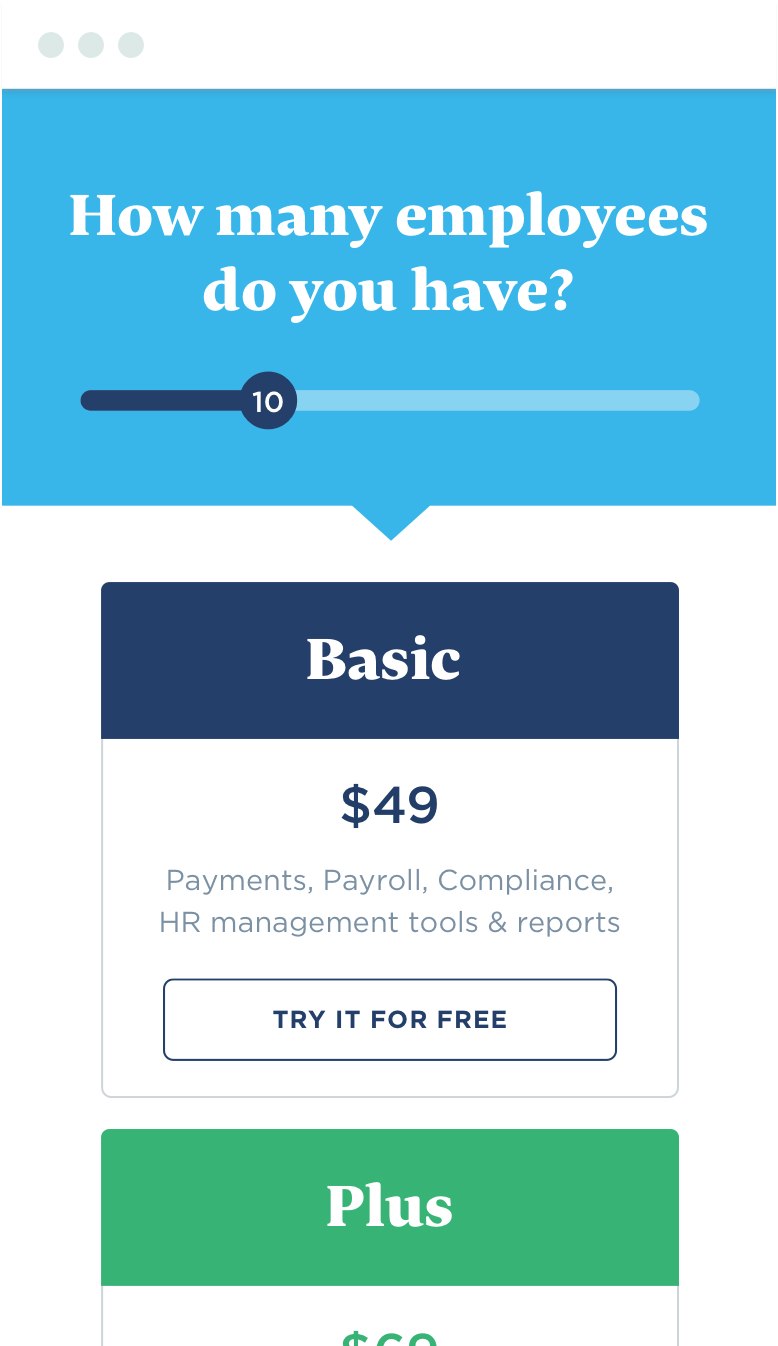 How many employees
do you have?
10
Basic
$49
Payments, Payroll, Compliance,
HR management tools & reports
TRY IT FOR FREE
Plus